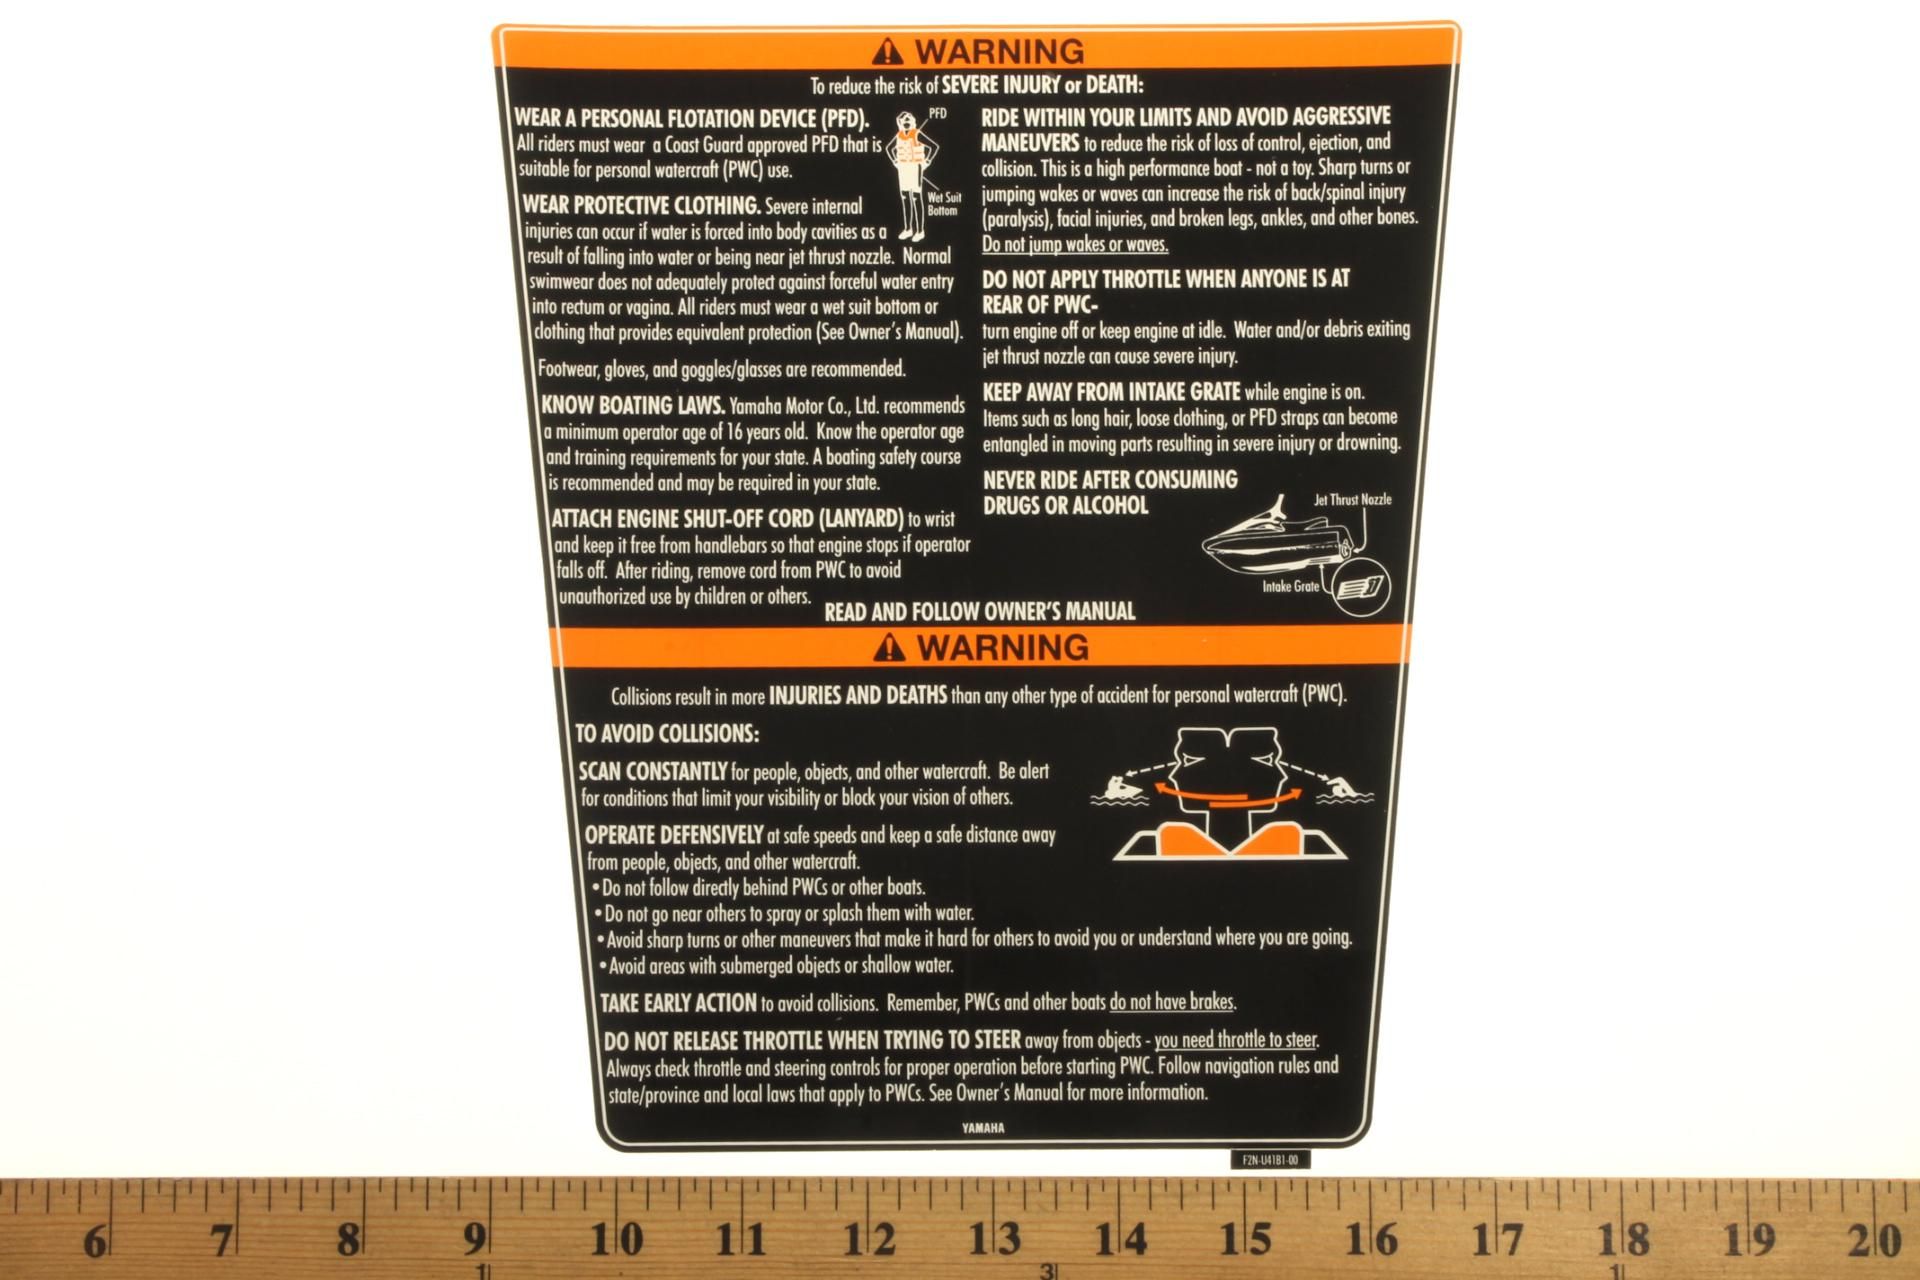 WARNING
To reduce the risk of SEVERE INJURY or DEATH:
WEAR A PERSONAL FLOTATION DEVICE (PFD).
All riders must wear a Coast Guard approved PFD that is
suitable for personal watercraft (PWC) use.
PFD
Wet Suit
Bottom
WEAR PROTECTIVE CLOTHING. Severe internal
injuries can occur if water is forced into body cavities as a
result of falling into water or being near jet thrust nozzle. Normal
swimwear does not adequately protect against forceful water entry
into rectum or vagina. All riders must wear a wet suit bottom or
clothing that provides equivalent protection (See Owner's Manual).
Footwear, gloves, and goggles/glasses are recommended.
KNOW BOATING LAWS. Yamaha Motor Co., Ltd. recommends
a minimum operator age of 16 years old. Know the operator age
and training requirements for your state. A boating safety course
is recommended and may be required in your state.
ATTACH ENGINE SHUT-OFF CORD (LANYARD) to wrist
and keep it free from handlebars so that engine stops if operator
falls off. After riding, remove cord from PWC to avoid
unauthorized use by children or others.
RIDE WITHIN YOUR LIMITS AND AVOID AGGRESSIVE
MANEUVERS to reduce the risk of loss of control, ejection, and
collision. This is a high performance boat - not a toy. Sharp turns or
jumping wakes or waves can increase the risk of back/spinal injury
(paralysis), facial injuries, and broken legs, ankles, and other bones.
Do not jump wakes or waves.
DO NOT APPLY THROTTLE WHEN ANYONE IS AT
REAR OF PWC-
turn engine off or keep engine at idle. Water and/or debris exiting
jet thrust nozzle can cause severe injury.
KEEP AWAY FROM INTAKE GRATE while engine is on.
Items such as long hair, loose clothing, or PFD straps can become
entangled in moving parts resulting in severe injury or drowning.
NEVER RIDE AFTER CONSUMING
DRUGS OR ALCOHOL
Jet Thrust Nozzle
Intake Grate
READ AND FOLLOW OWNER'S MANUAL
WARNING
Collisions result in more INJURIES AND DEATHS than any other type of accident for personal watercraft (PWC).
TO AVOID COLLISIONS:
SCAN CONSTANTLY for people, objects, and other watercraft. Be alert
for conditions that limit your visibility or block your vision of others.
OPERATE DEFENSIVELY at safe speeds and keep a safe distance away
from people, objects, and other watercraft.
• Do not follow directly behind PWCs or other boats.
• Do not go near others to spray or splash them with water.
• Avoid sharp turns or other maneuvers that make it hard for others to avoid you or understand where you are going.
• Avoid areas with submerged objects or shallow water.
TAKE EARLY ACTION to avoid collisions. Remember, PWCs and other boats do not have brakes.
DO NOT RELEASE THROTTLE WHEN TRYING TO STEER away from objects - you need throttle to steer.
Always check throttle and steering controls for proper operation before starting PWC. Follow navigation rules and
state/province and local laws that apply to PWCs. See Owner's Manual for more information.
YAMAHA
F2N-U41B1-00
6 7 8 9 10 11 12 13 14 15 16 17 18 19 20
1 3 1